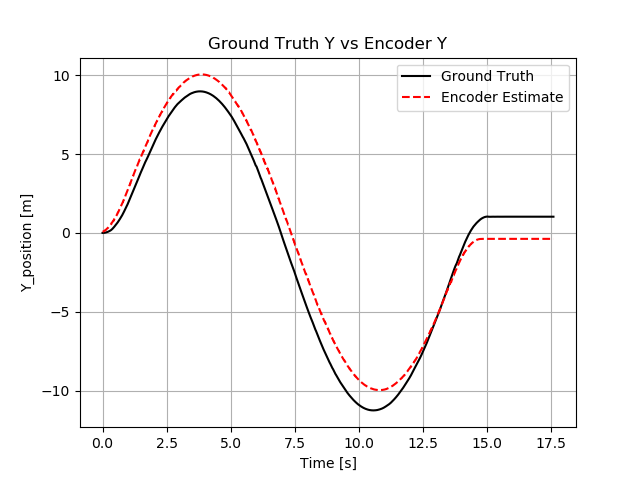 Ground Truth Y vs Encoder Y
Ground Truth
Encoder Estimate
10
5
0
−5
−10
Y_position [m]
0.0 2.5 5.0 7.5 10.0 12.5 15.0 17.5
Time [s]